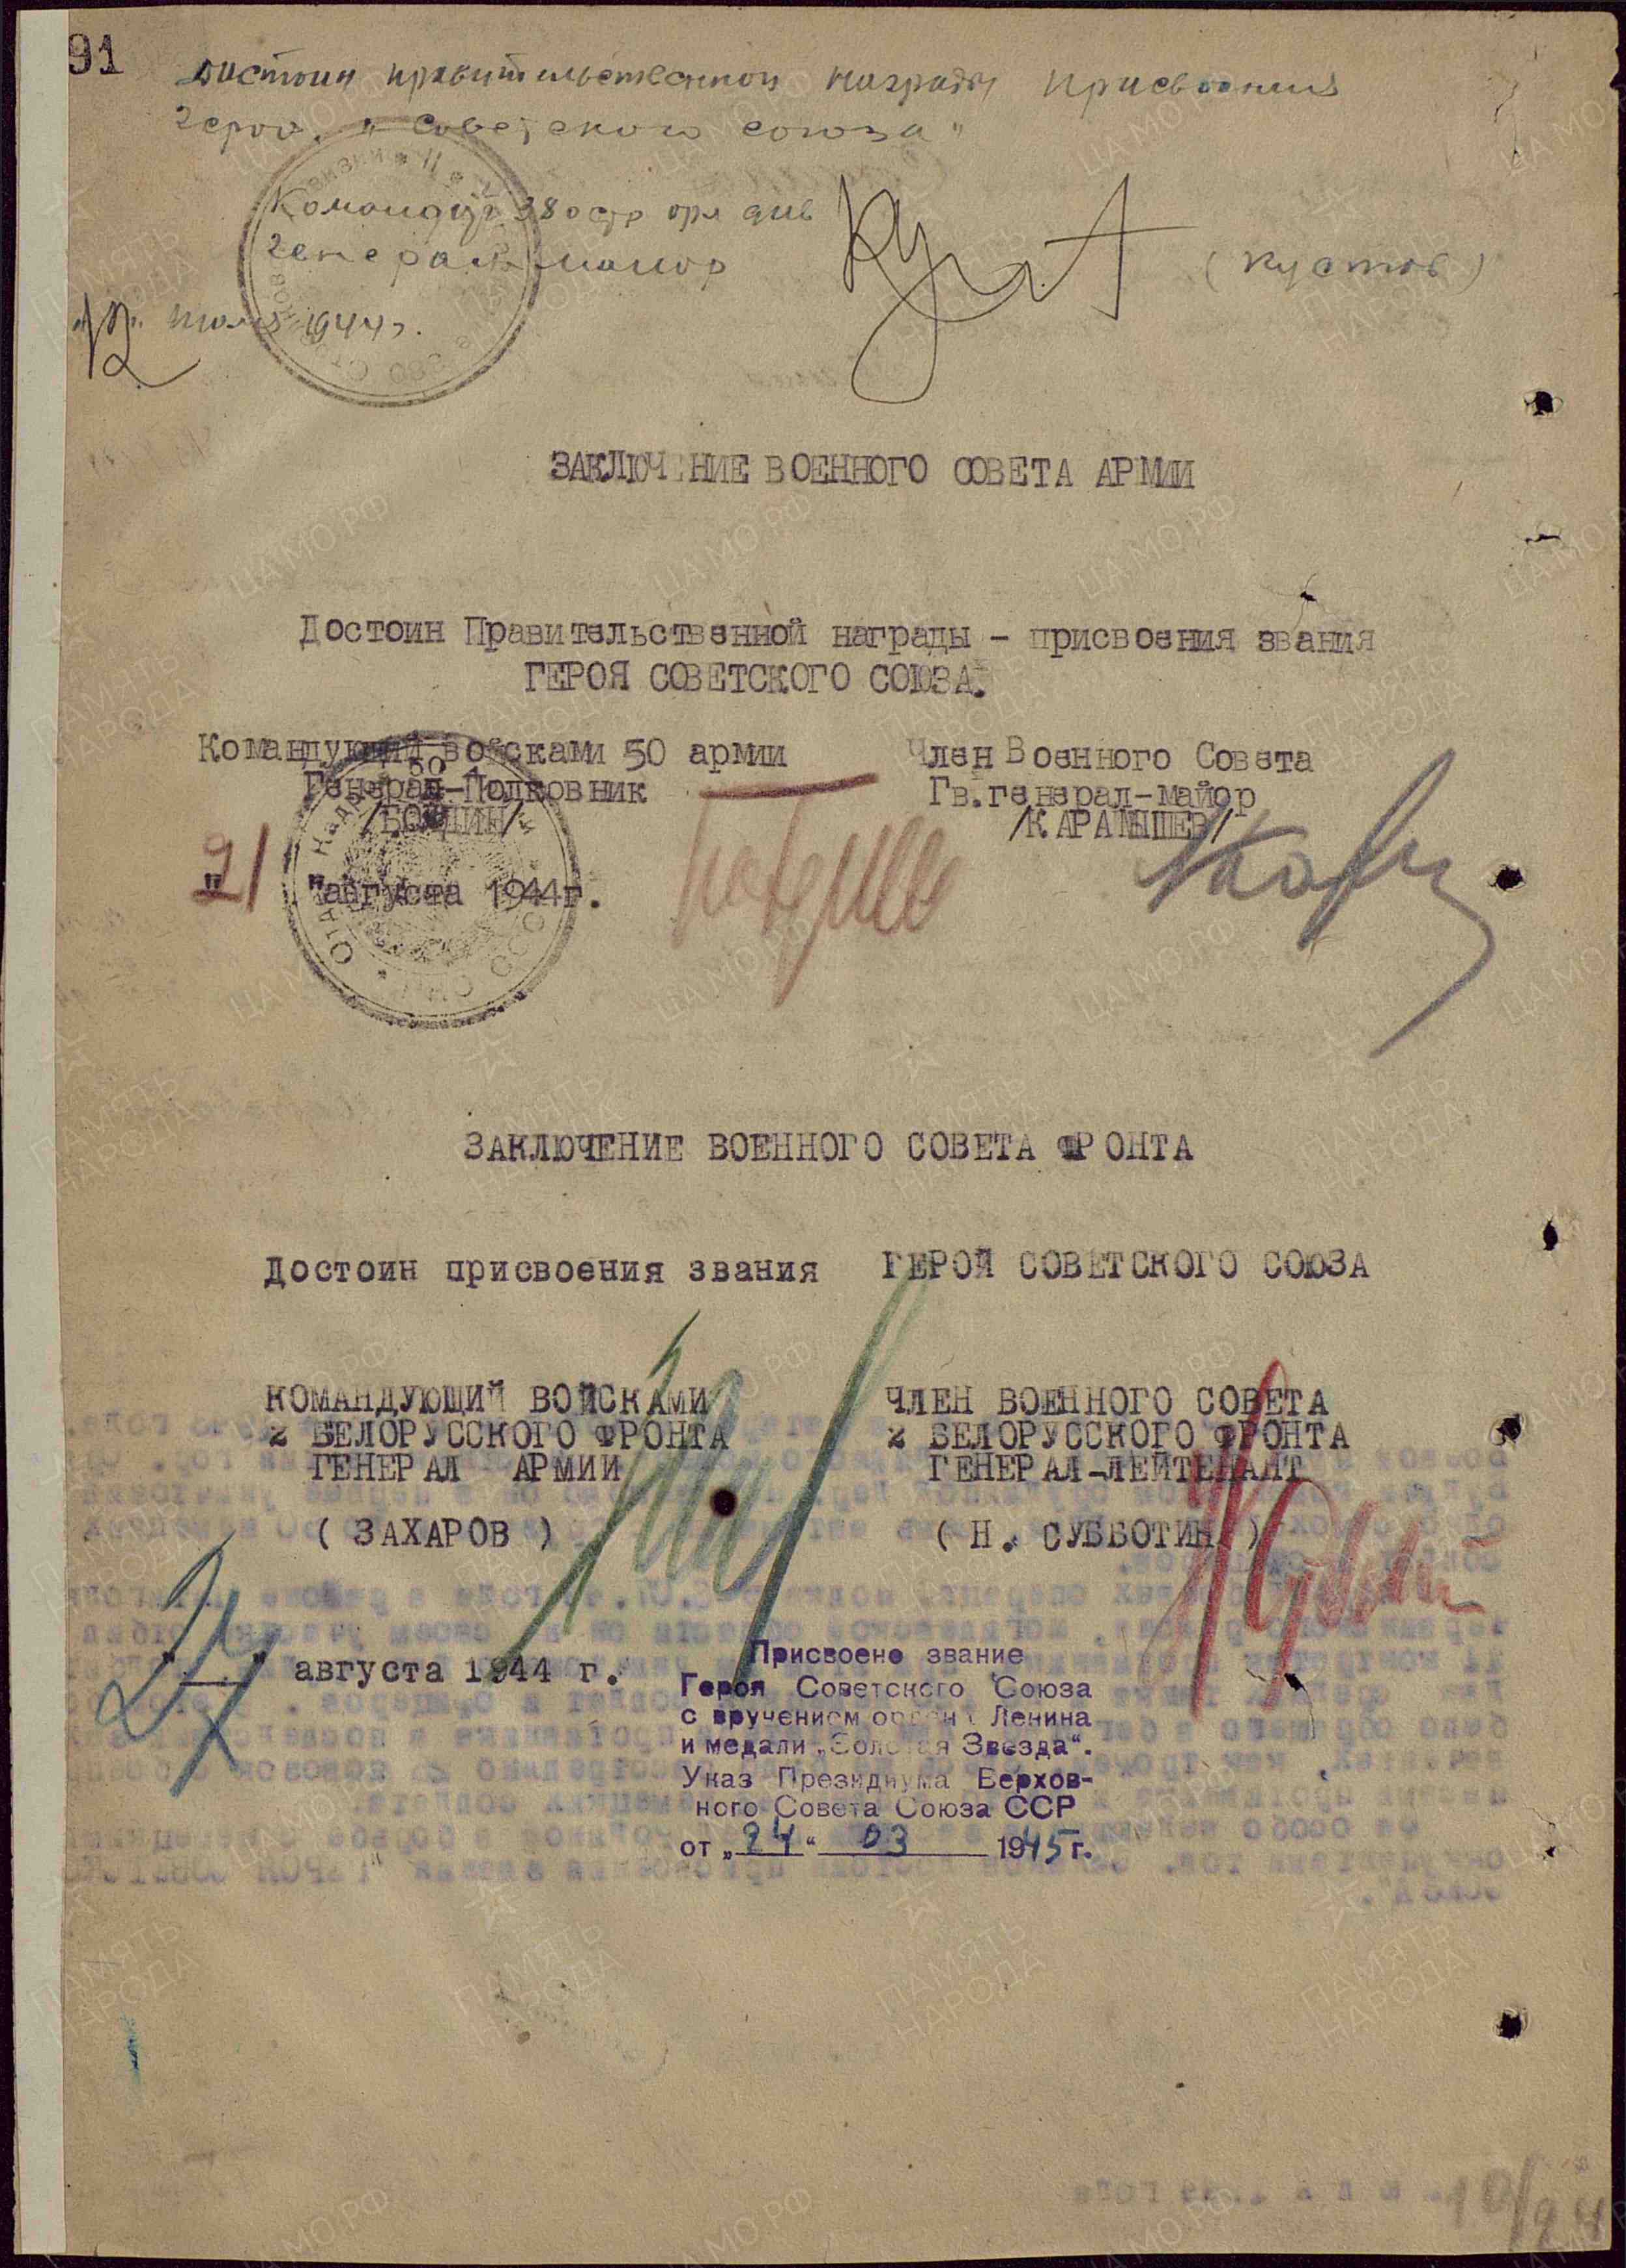 91
достоин правительственной награды присвоения
героя "Советского союза"
Командир 380 стр орл див
генерал майор
(Кустов)
"12" июля 1944 г.
ЗАКЛЮЧЕНИЕ ВОЕННОГО СОВЕТА АРМИИ
Достоин Правительственной награды - присвоения звания
ГЕРОЯ СОВЕТСКОГО СОЮЗА.
Командующий войсками 50 армии
Генерал-Полковник
/БОЛДИН/
"21" августа 1944г.
Член Военного Совета
Гв.генерал-майор
/КАРАМЫШЕВ/
ЗАКЛЮЧЕНИЕ ВОЕННОГО СОВЕТА ФРОНТА
Достоин присвоения звания ГЕРОЙ СОВЕТСКОГО СОЮЗА
КОМАНДУЮЩИЙ ВОЙСКАМИ
2 БЕЛОРУССКОГО ФРОНТА
ГЕНЕРАЛ АРМИИ
( ЗАХАРОВ )
ЧЛЕН ВОЕННОГО СОВЕТА
2 БЕЛОРУССКОГО ФРОНТА
ГЕНЕРАЛ-ЛЕЙТЕНАНТ
( Н. СУББОТИН )
августа 1944 г.
Присвоено звание
Героя Советского Союза
с вручением ордена Ленина
и медали „Золотая Звезда“.
Указ Президиума Верхов-
ного Совета Союза ССР
от „24“ 03 1945 г.